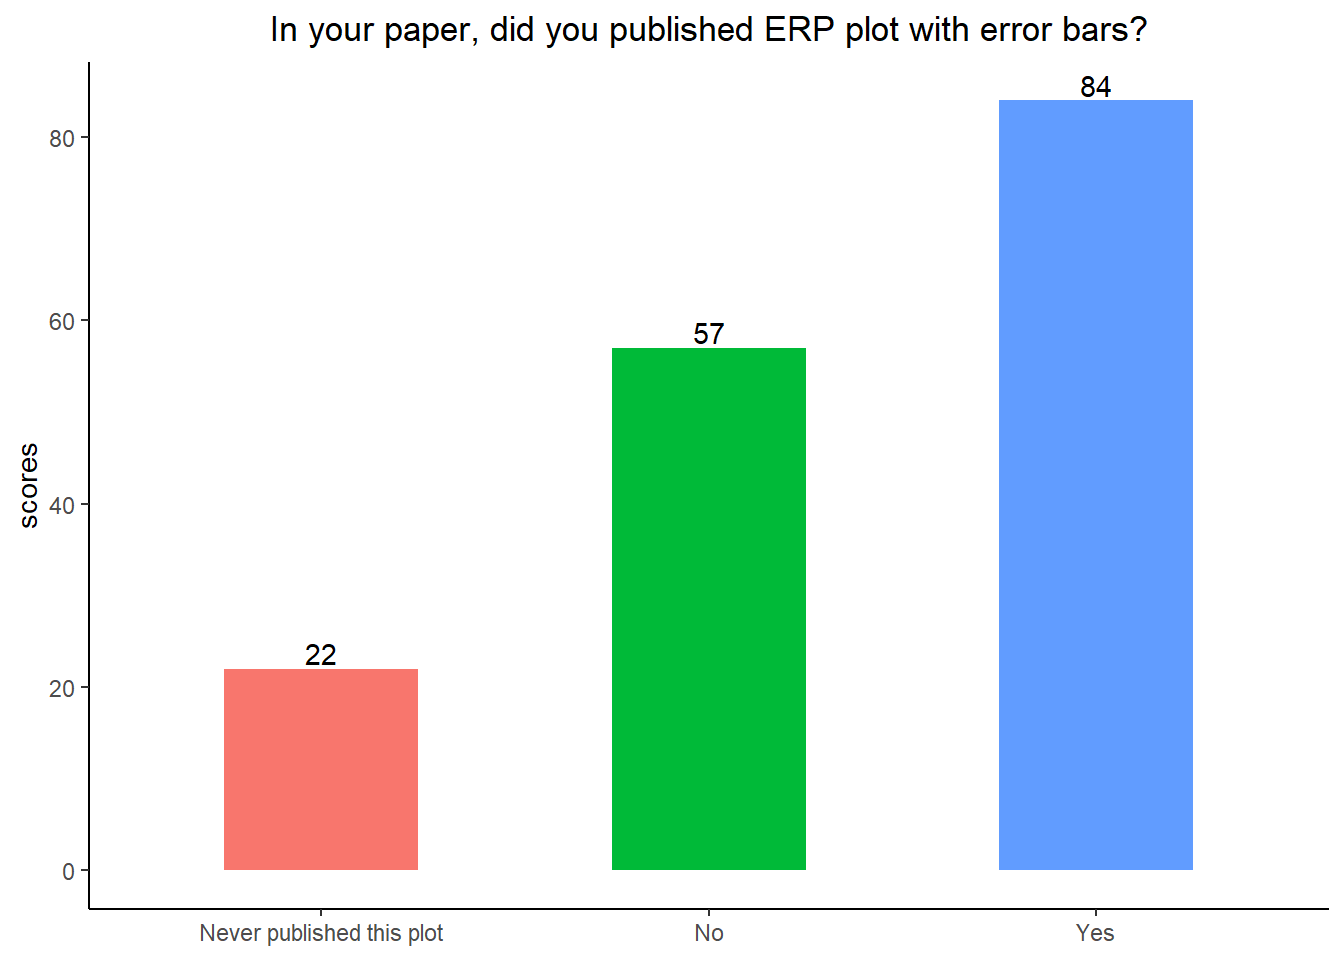 In your paper, did you published ERP plot with error bars?
84
80
57
60
scores
40
22
20
0
Never published this plot
No
Yes